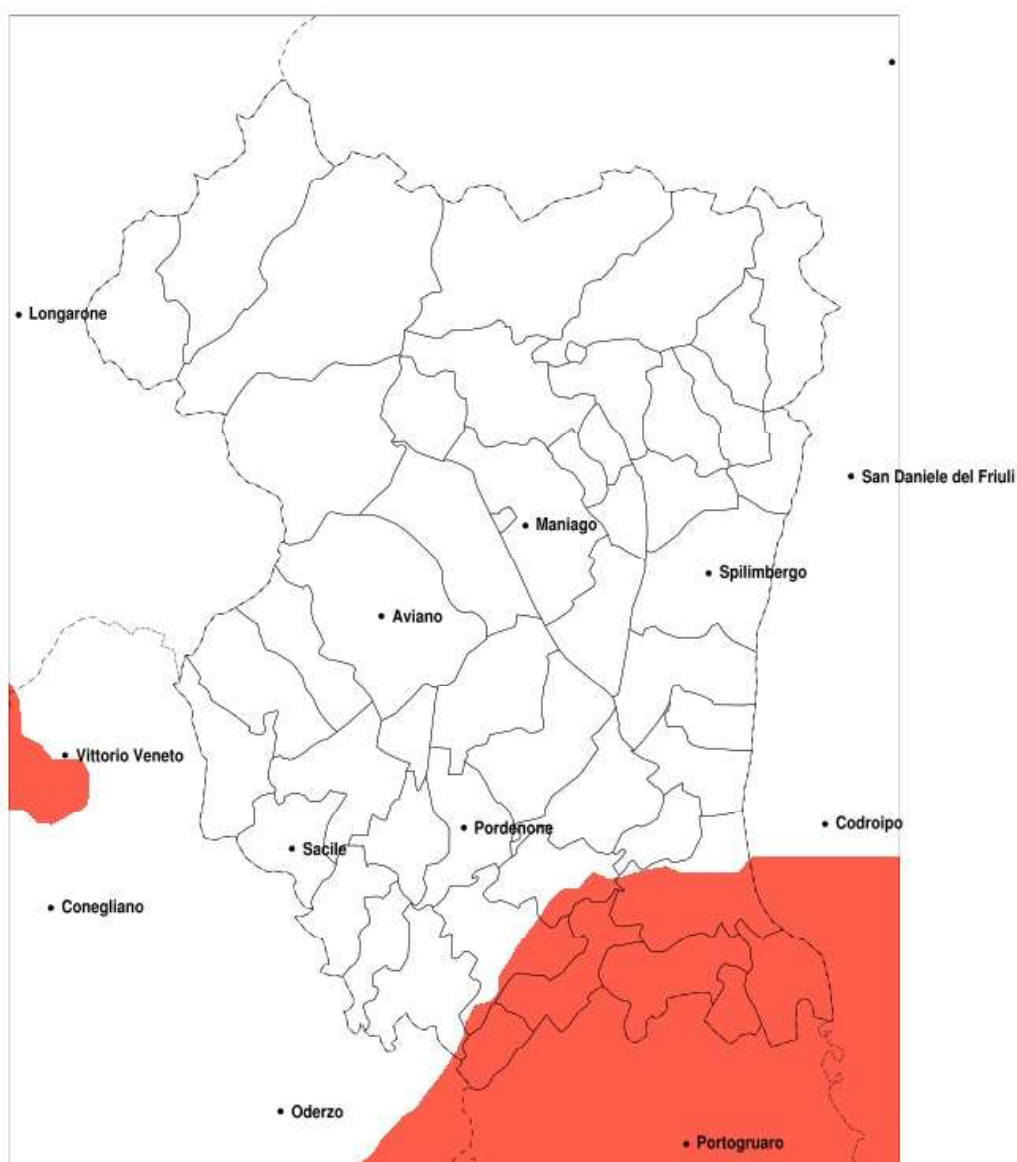 Longarone
San Daniele del Friuli
Maniago
Spilimbergo
Aviano
Vittorio Veneto
Codroipo
Pordenone
Sacile
Conegliano
Oderzo
Portogruaro